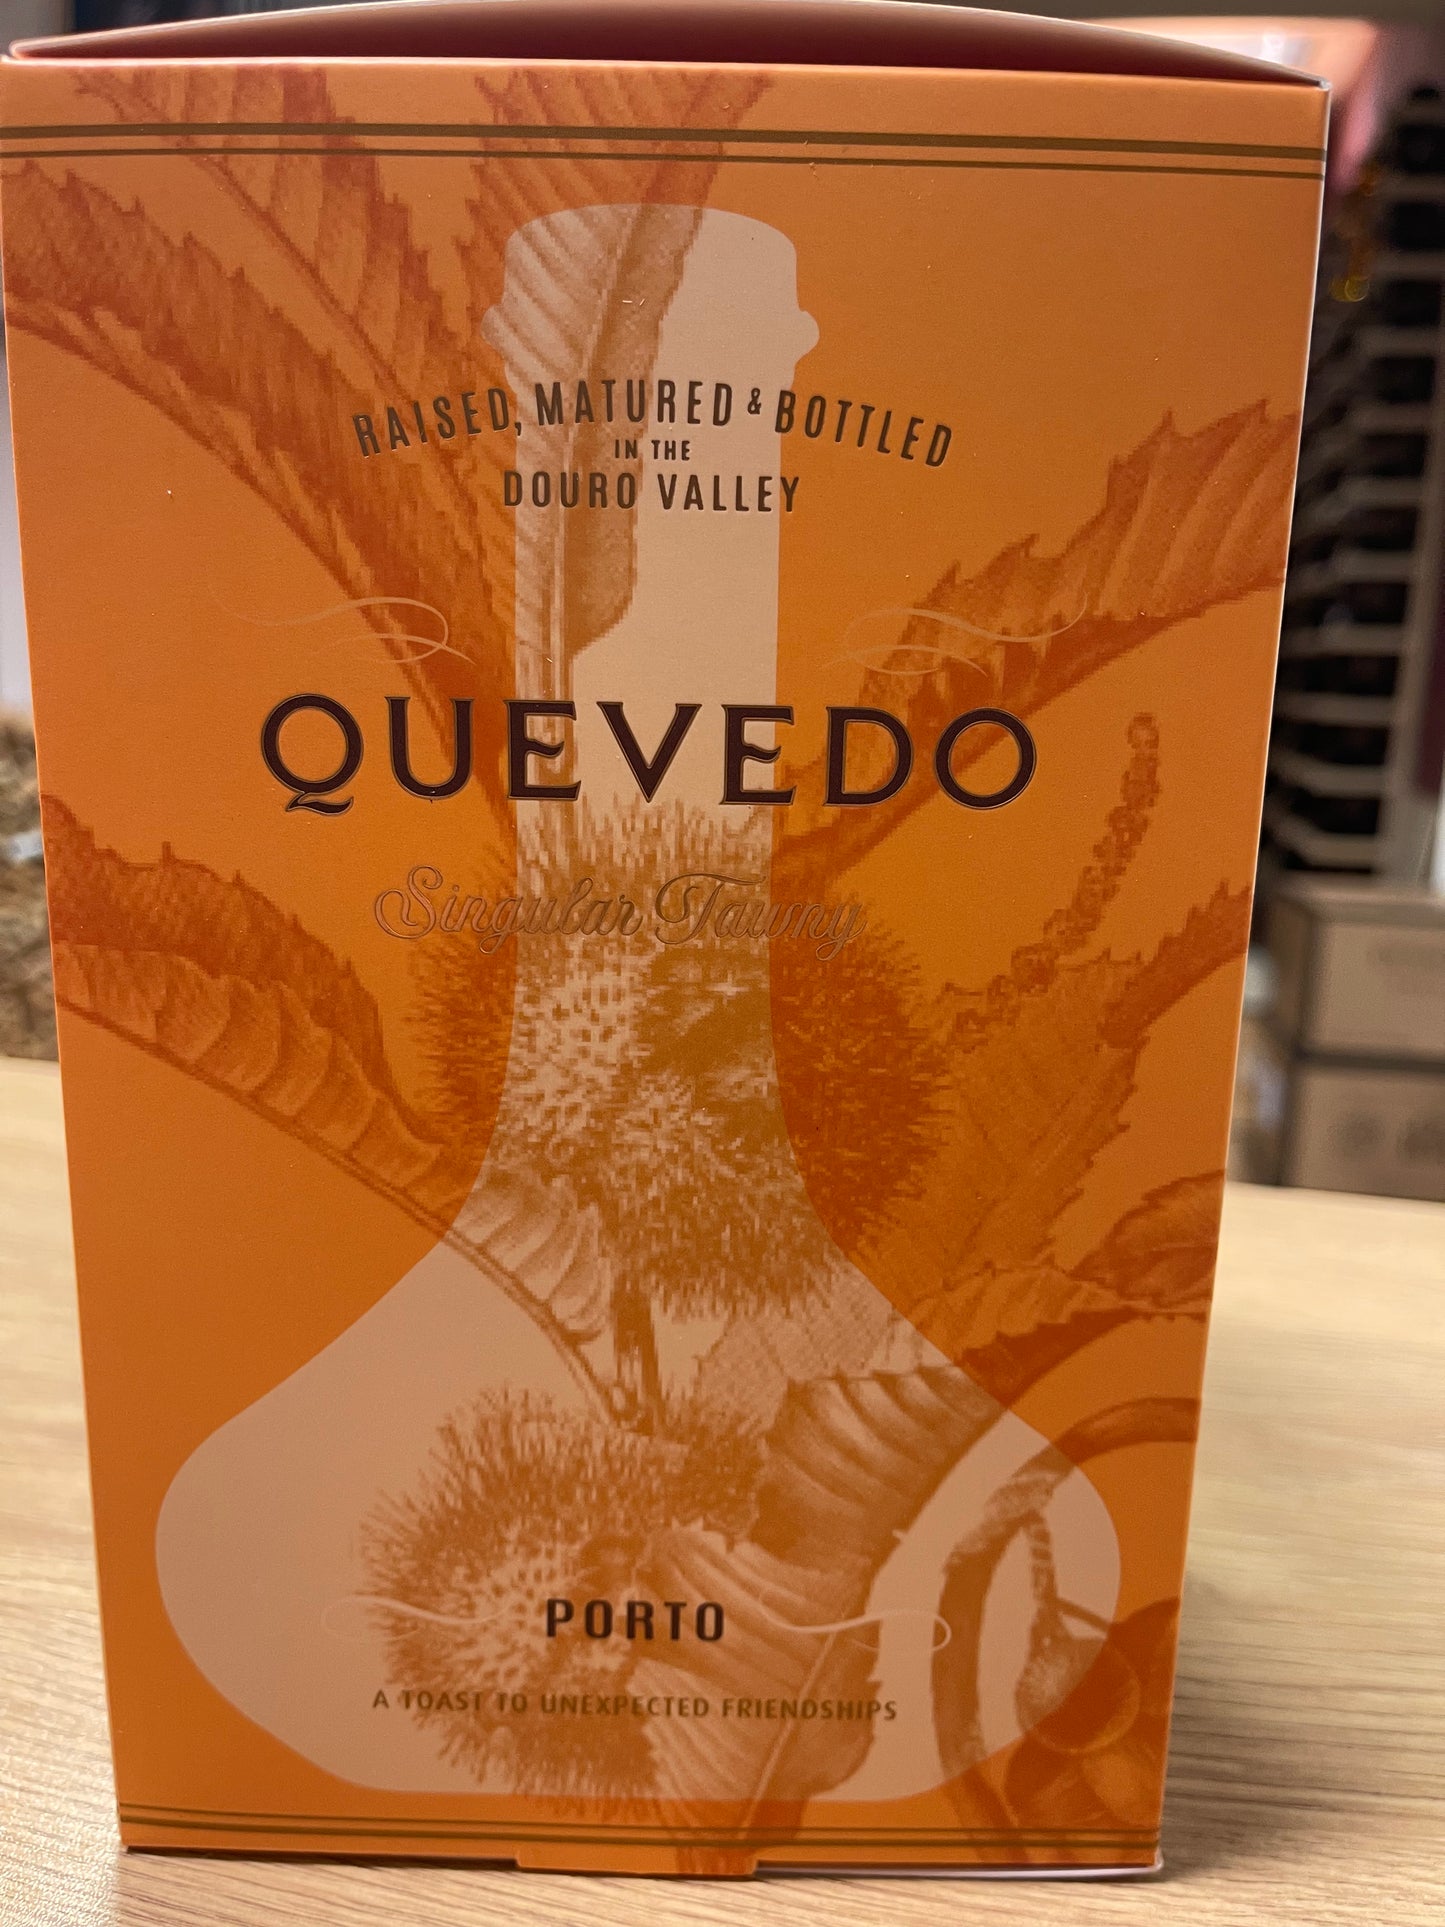 RAISED, MATURED & BOTTLED
IN THE
DOURO VALLEY
QUEVEDO
Singular Tawny
PORTO
A TOAST TO UNEXPECTED FRIENDSHIPS